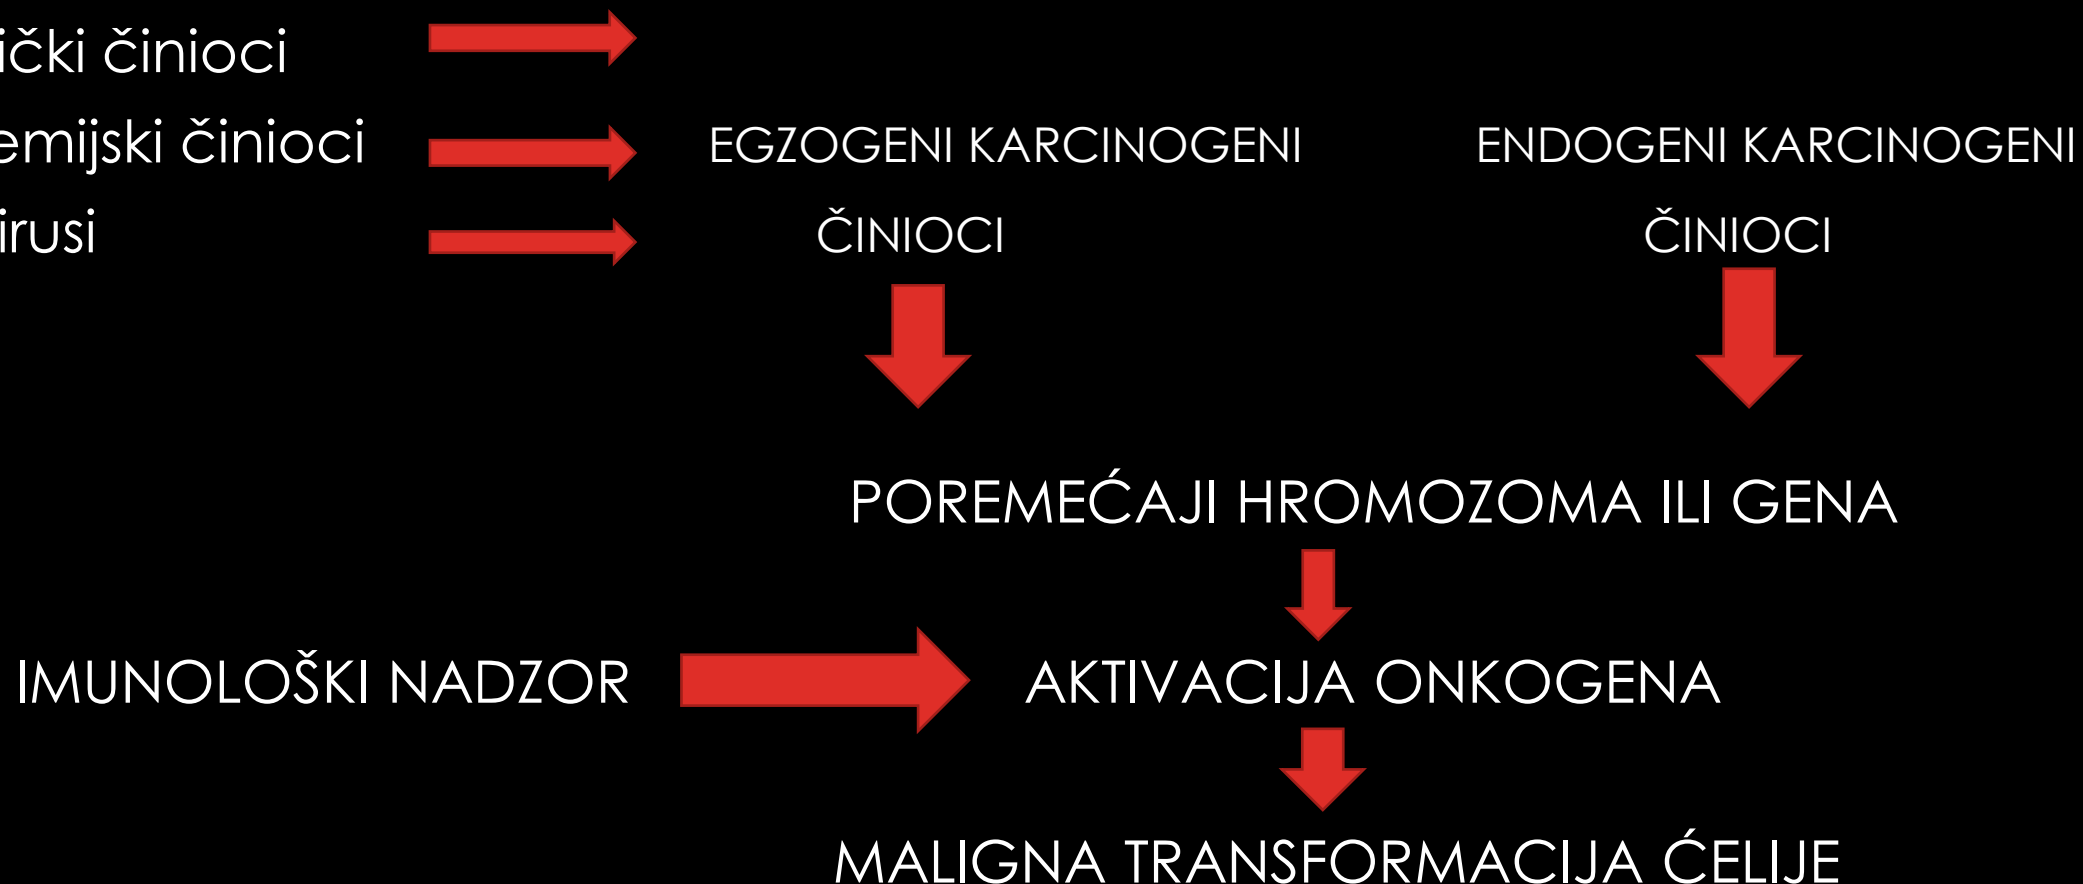 ički činioci
emijski činioci
EGZOGENI KARCINOGENI
ENDOGENI KARCINOGENI
irusi
ČINIOCI
ČINIOCI
POREMEĆAJI HROMOZOMA ILI GENA
IMUNOLOŠKI NADZOR
AKTIVACIJA ONKOGENA
MALIGNA TRANSFORMACIJA ĆELIJE